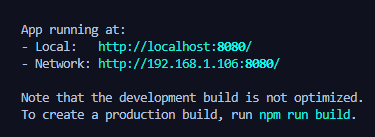 App running at:
- Local:   http://localhost:8080/
- Network: http://192.168.1.106:8080/

Note that the development build is not optimized.
To create a production build, run npm run build.